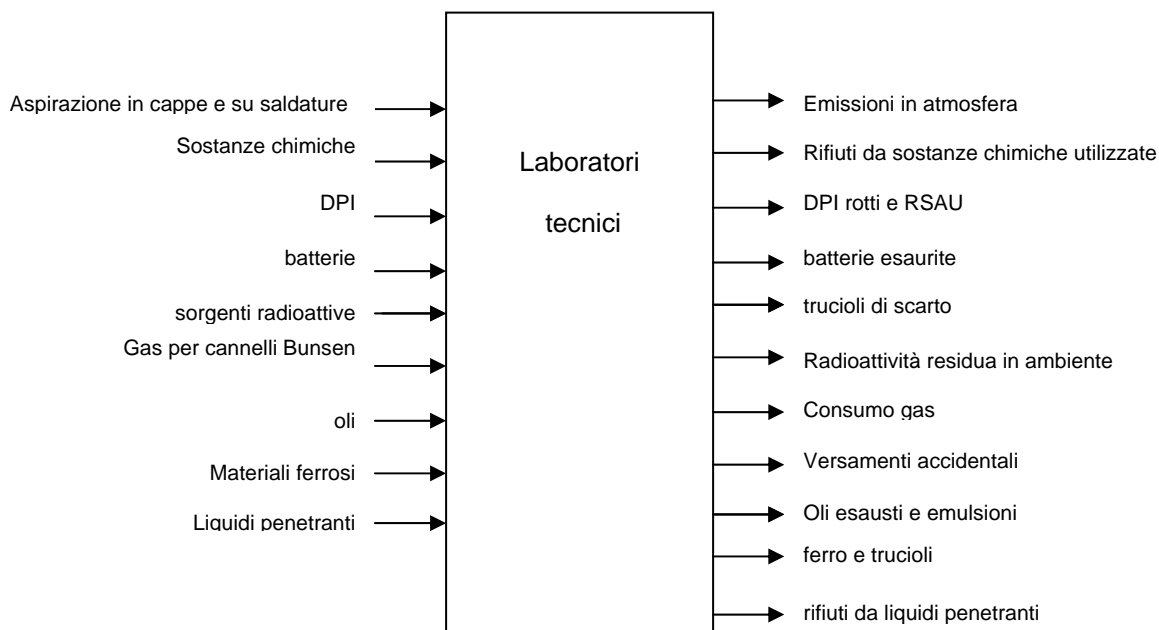 Aspirazione in cappe e su saldature
Sostanze chimiche
DPI
batterie
sorgenti radioattive
Gas per cannelli Bunsen
oli
Materiali ferrosi
Liquidi penetranti
Laboratori
tecnici
Emissioni in atmosfera
Rifiuti da sostanze chimiche utilizzate
DPI rotti e RSAU
batterie esaurite
trucioli di scarto
Radioattività residua in ambiente
Consumo gas
Versamenti accidentali
Oli esausti e emulsioni
ferro e trucioli
rifiuti da liquidi penetranti